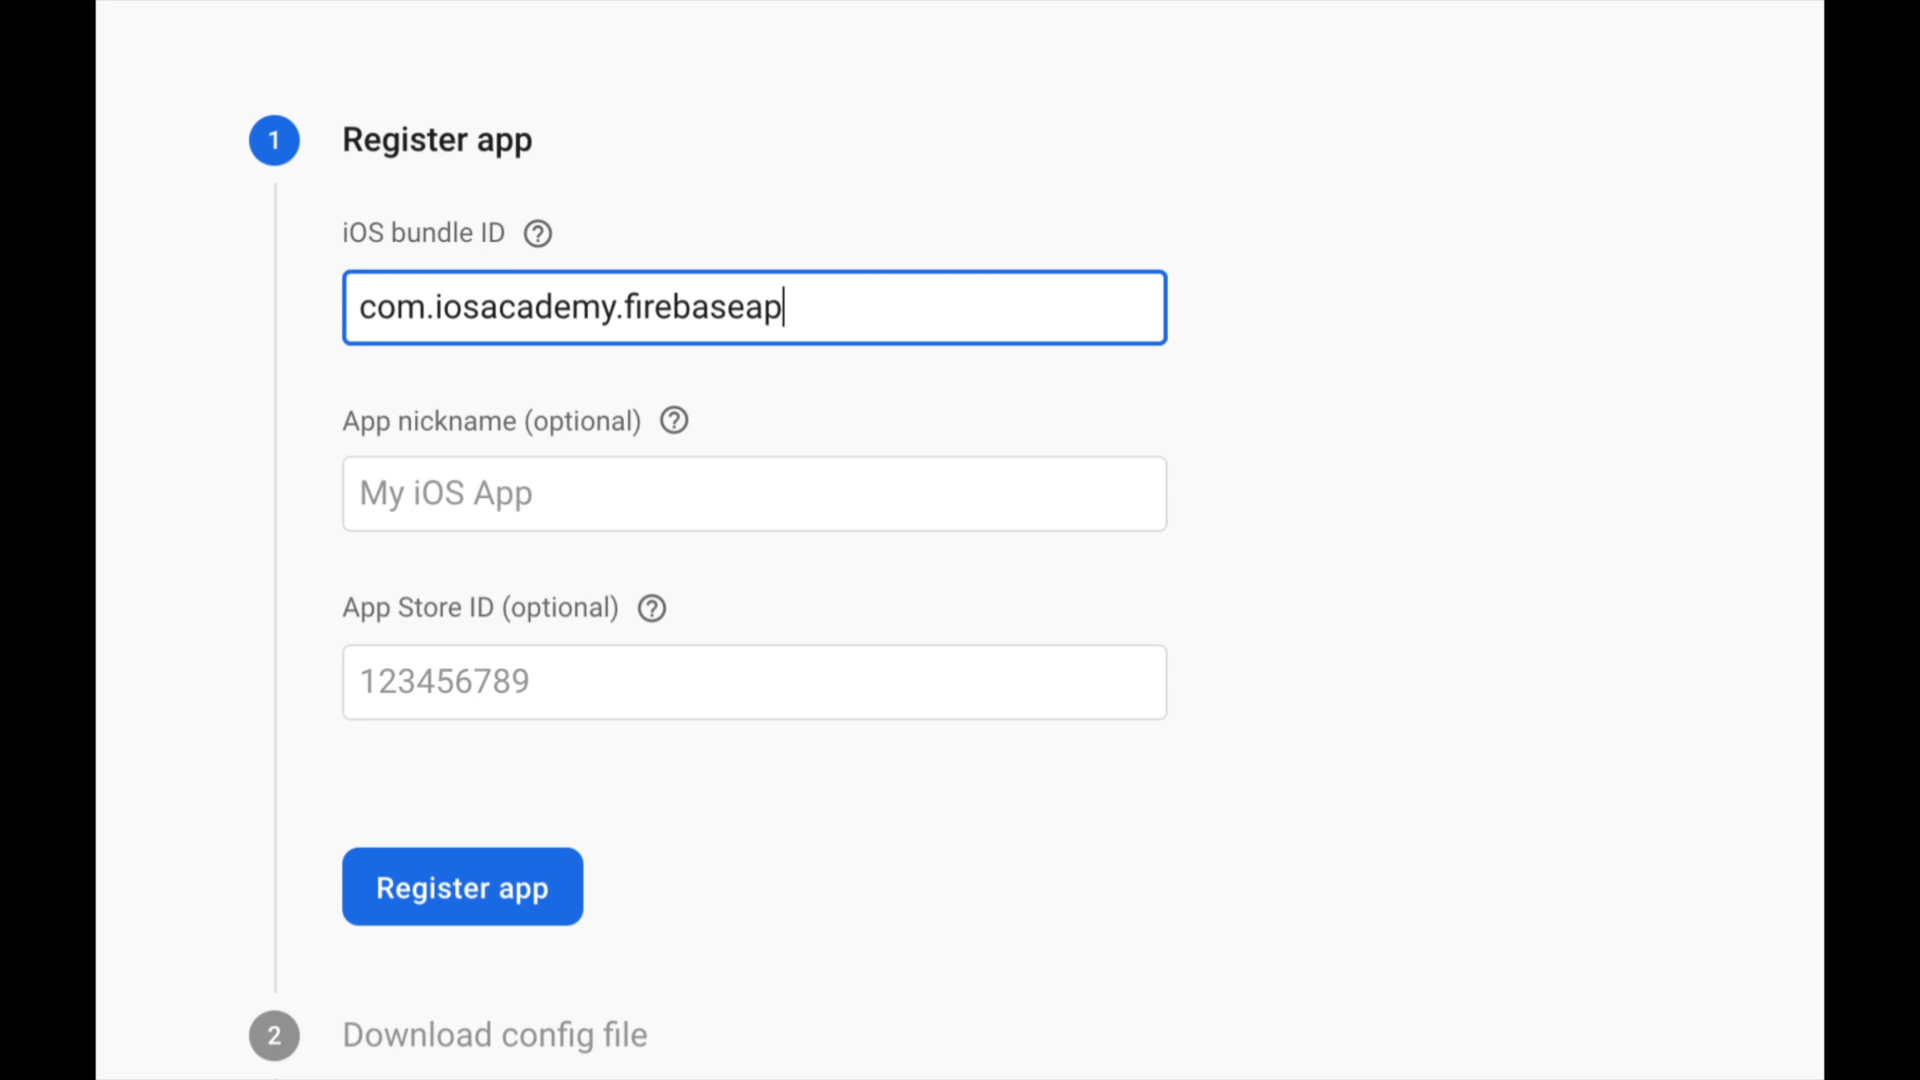 1 Register app
iOS bundle ID ?
com.iosacademy.firebaseap
App nickname (optional) ?
My iOS App
App Store ID (optional) ?
123456789
Register app
2 Download config file